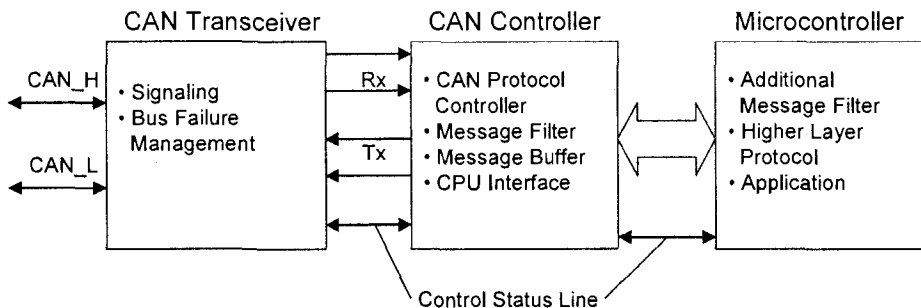 CAN Transceiver
CAN Controller
Microcontroller
CAN_H
CAN_L
• Signaling
• Bus Failure
Management
Rx
Tx
• CAN Protocol
Controller
• Message Filter
• Message Buffer
• CPU Interface
• Additional
Message Filter
• Higher Layer
Protocol
• Application
Control Status Line